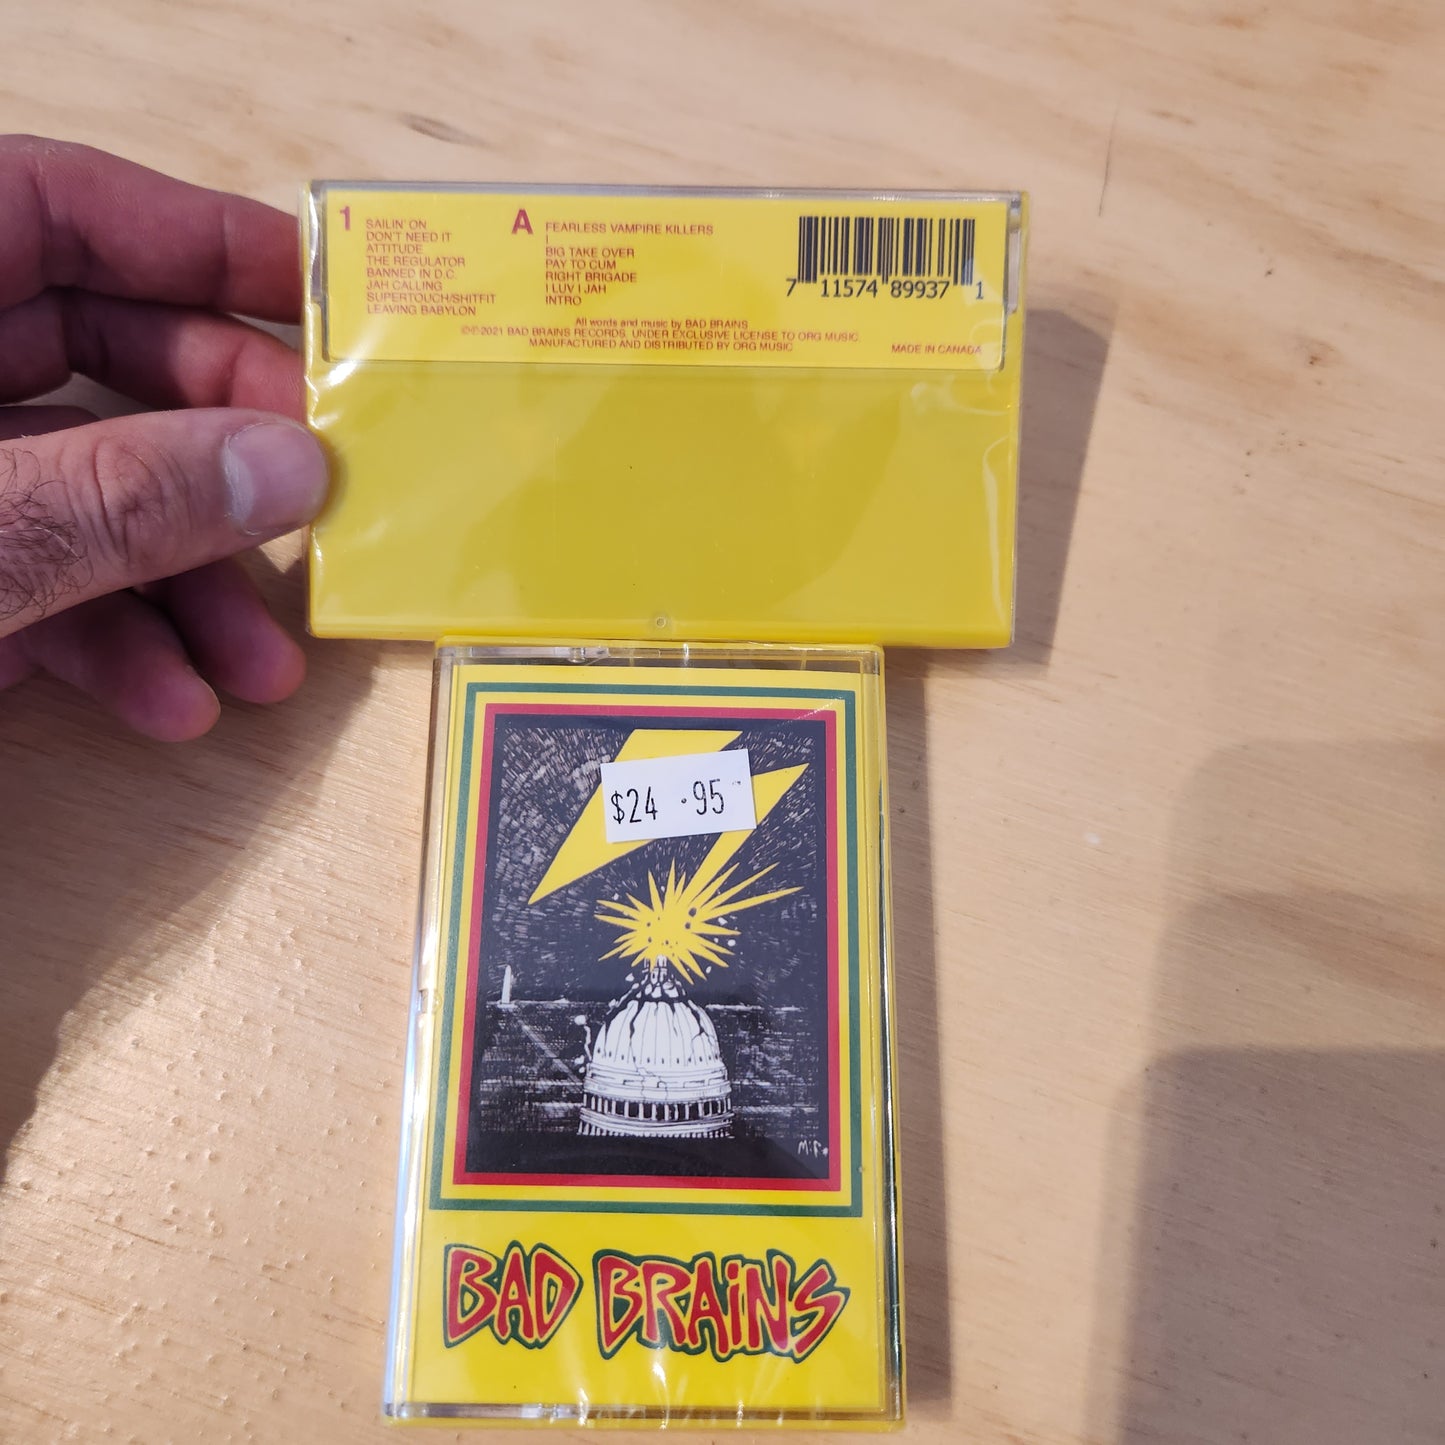 1
SAILIN' ON
DON'T NEED IT
ATTITUDE
THE REGULATOR
BANNED IN D.C.
JAH CALLING
SUPERTOUCH/SHITFIT
LEAVING BABYLON
A
FEARLESS VAMPIRE KILLERS
I
BIG TAKE OVER
PAY TO CUM
RIGHT BRIGADE
I LUV I JAH
INTRO
7 11574 89937 1
All words and music by BAD BRAINS
©℗2021 BAD BRAINS RECORDS. UNDER EXCLUSIVE LICENSE TO ORG MUSIC.
MANUFACTURED AND DISTRIBUTED BY ORG MUSIC
MADE IN CANADA
$24.95
BAD BRAiNS